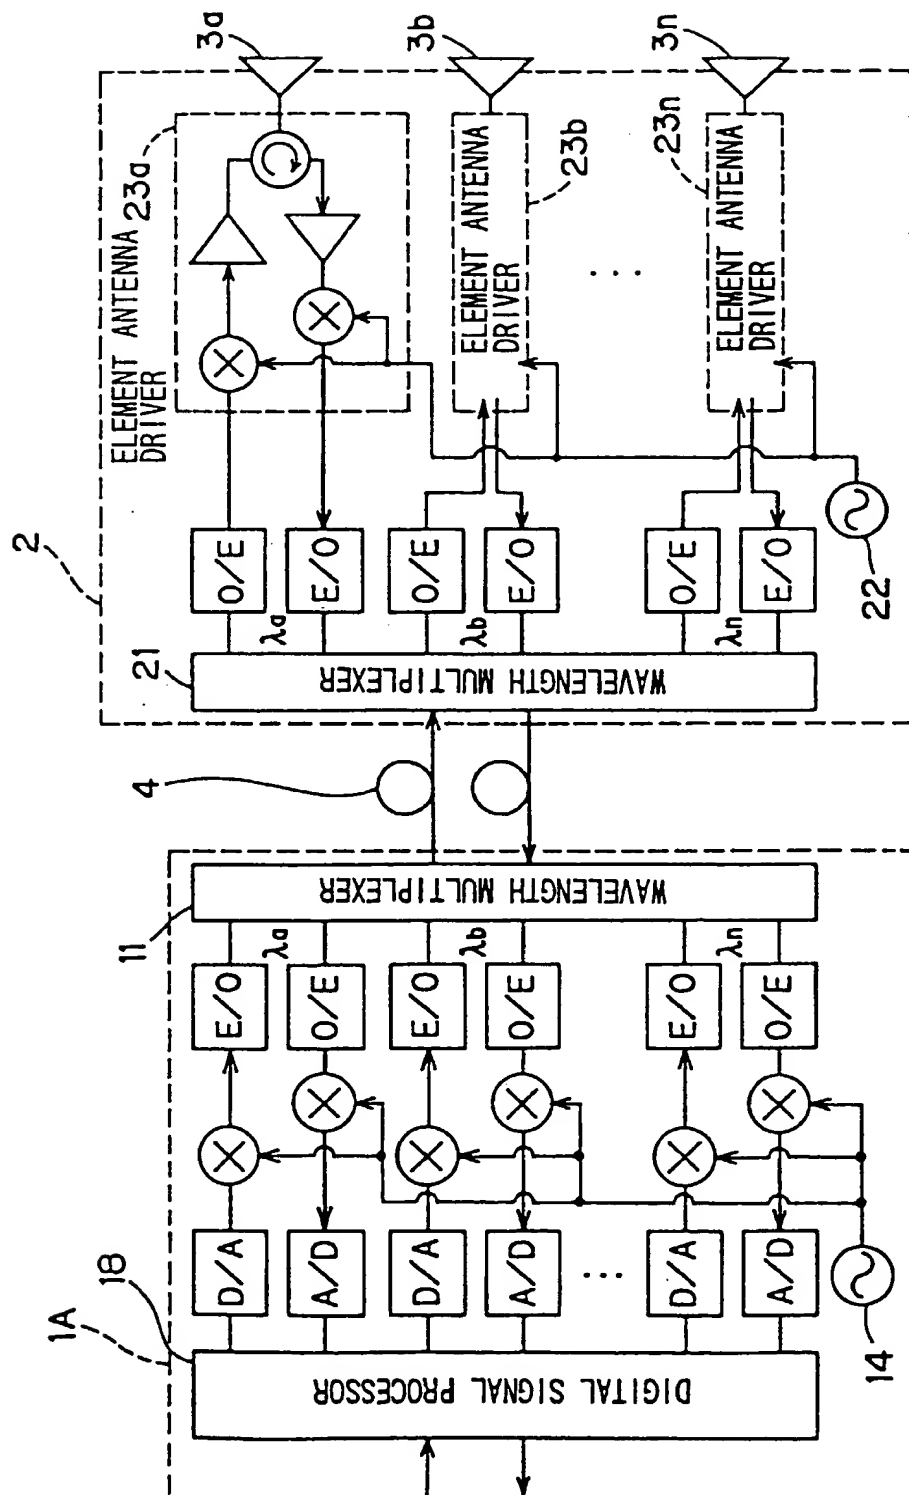 1A
18
DIGITAL SIGNAL PROCESSOR
D/A
A/D
D/A
A/D
...
D/A
A/D
14
E/O
λa
O/E
E/O
λb
O/E
E/O
λn
O/E
11
WAVELENGTH MULTIPLEXER
4
2
21
WAVELENGTH MULTIPLEXER
O/E
λa
E/O
O/E
λb
E/O
O/E
λn
E/O
22
ELEMENT ANTENNA
DRIVER
23a
ELEMENT ANTENNA
DRIVER
23b
...
ELEMENT ANTENNA
DRIVER
23n
3a
3b
3n